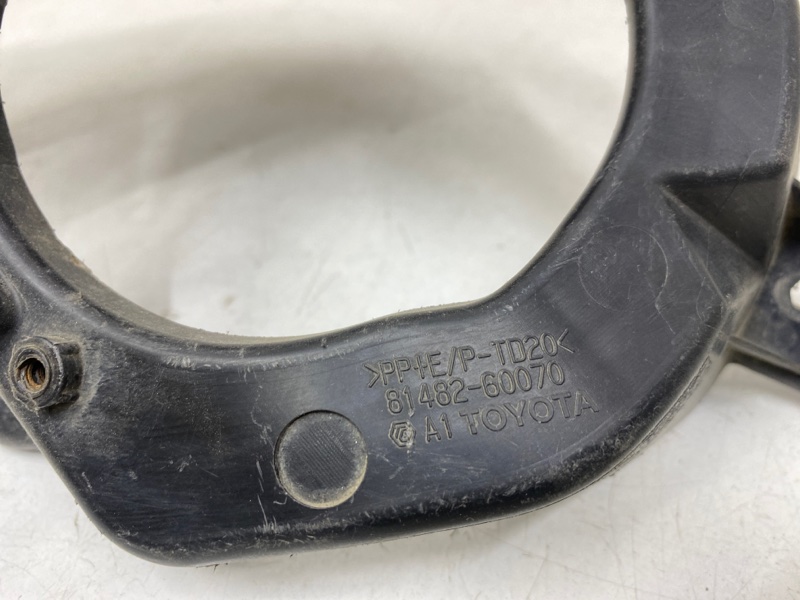 >PP+E/P-TD20<
81482-60070
A1 TOYOTA